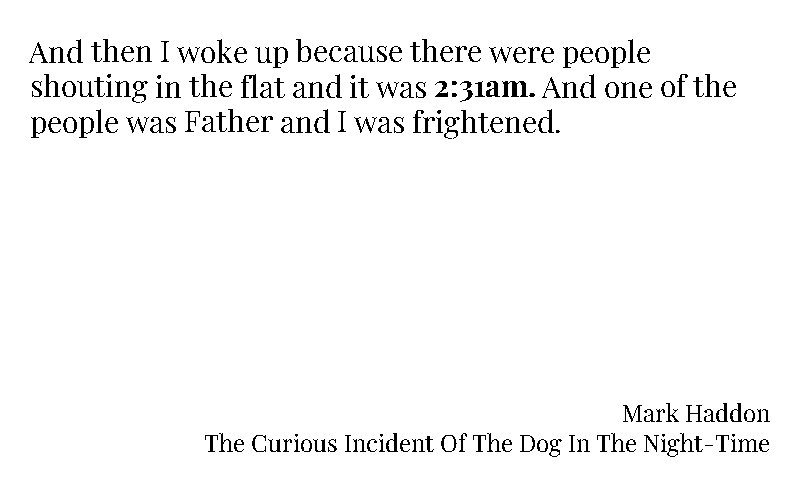 And then I woke up because there were people
shouting in the flat and it was 2:31am. And one of the
people was Father and I was frightened.
Mark Haddon
The Curious Incident Of The Dog In The Night-Time